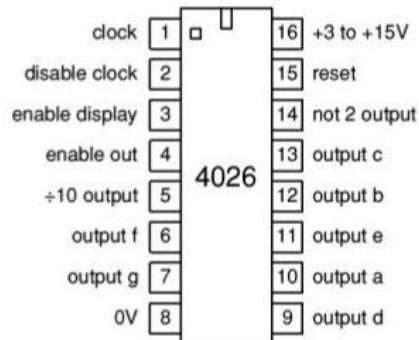 clock 1 16 +3 to +15V
disable clock 2 15 reset
enable display 3 14 not 2 output
enable out 4 13 output c
4026
÷10 output 5 12 output b
output f 6 11 output e
output g 7 10 output a
0V 8 9 output d